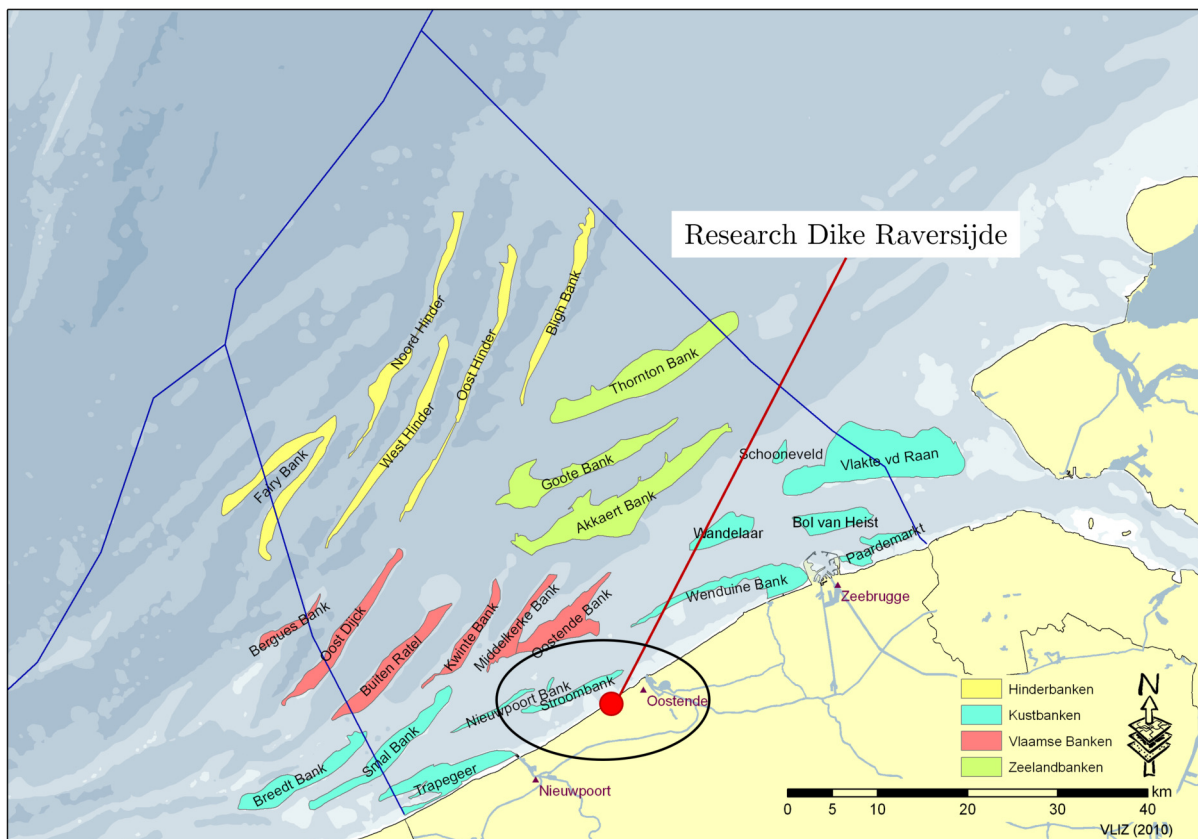 Research Dike Raversijde
Noord Hinder
Bligh Bank
Oost Hinder
West Hinder
Fairy Bank
Thornton Bank
Goote Bank
Akkaert Bank
Schooneveld
Vlakte vd Raan
Wandelaar
Bol van Heist
Paardemarkt
Wenduine Bank
Zeebrugge
Bergues Bank
Oost Dijck
Buiten Ratel
Kwinte Bank
Middelkerke Bank
Oostende Bank
Nieuwpoort Bank
Stroombank
Oostende
Smal Bank
Breedt Bank
Trapegeer
Nieuwpoort
Hinderbanken
Kustbanken
Vlaamse Banken
Zeelandbanken
N
km
0 5 10 20 30 40
VLIZ (2010)